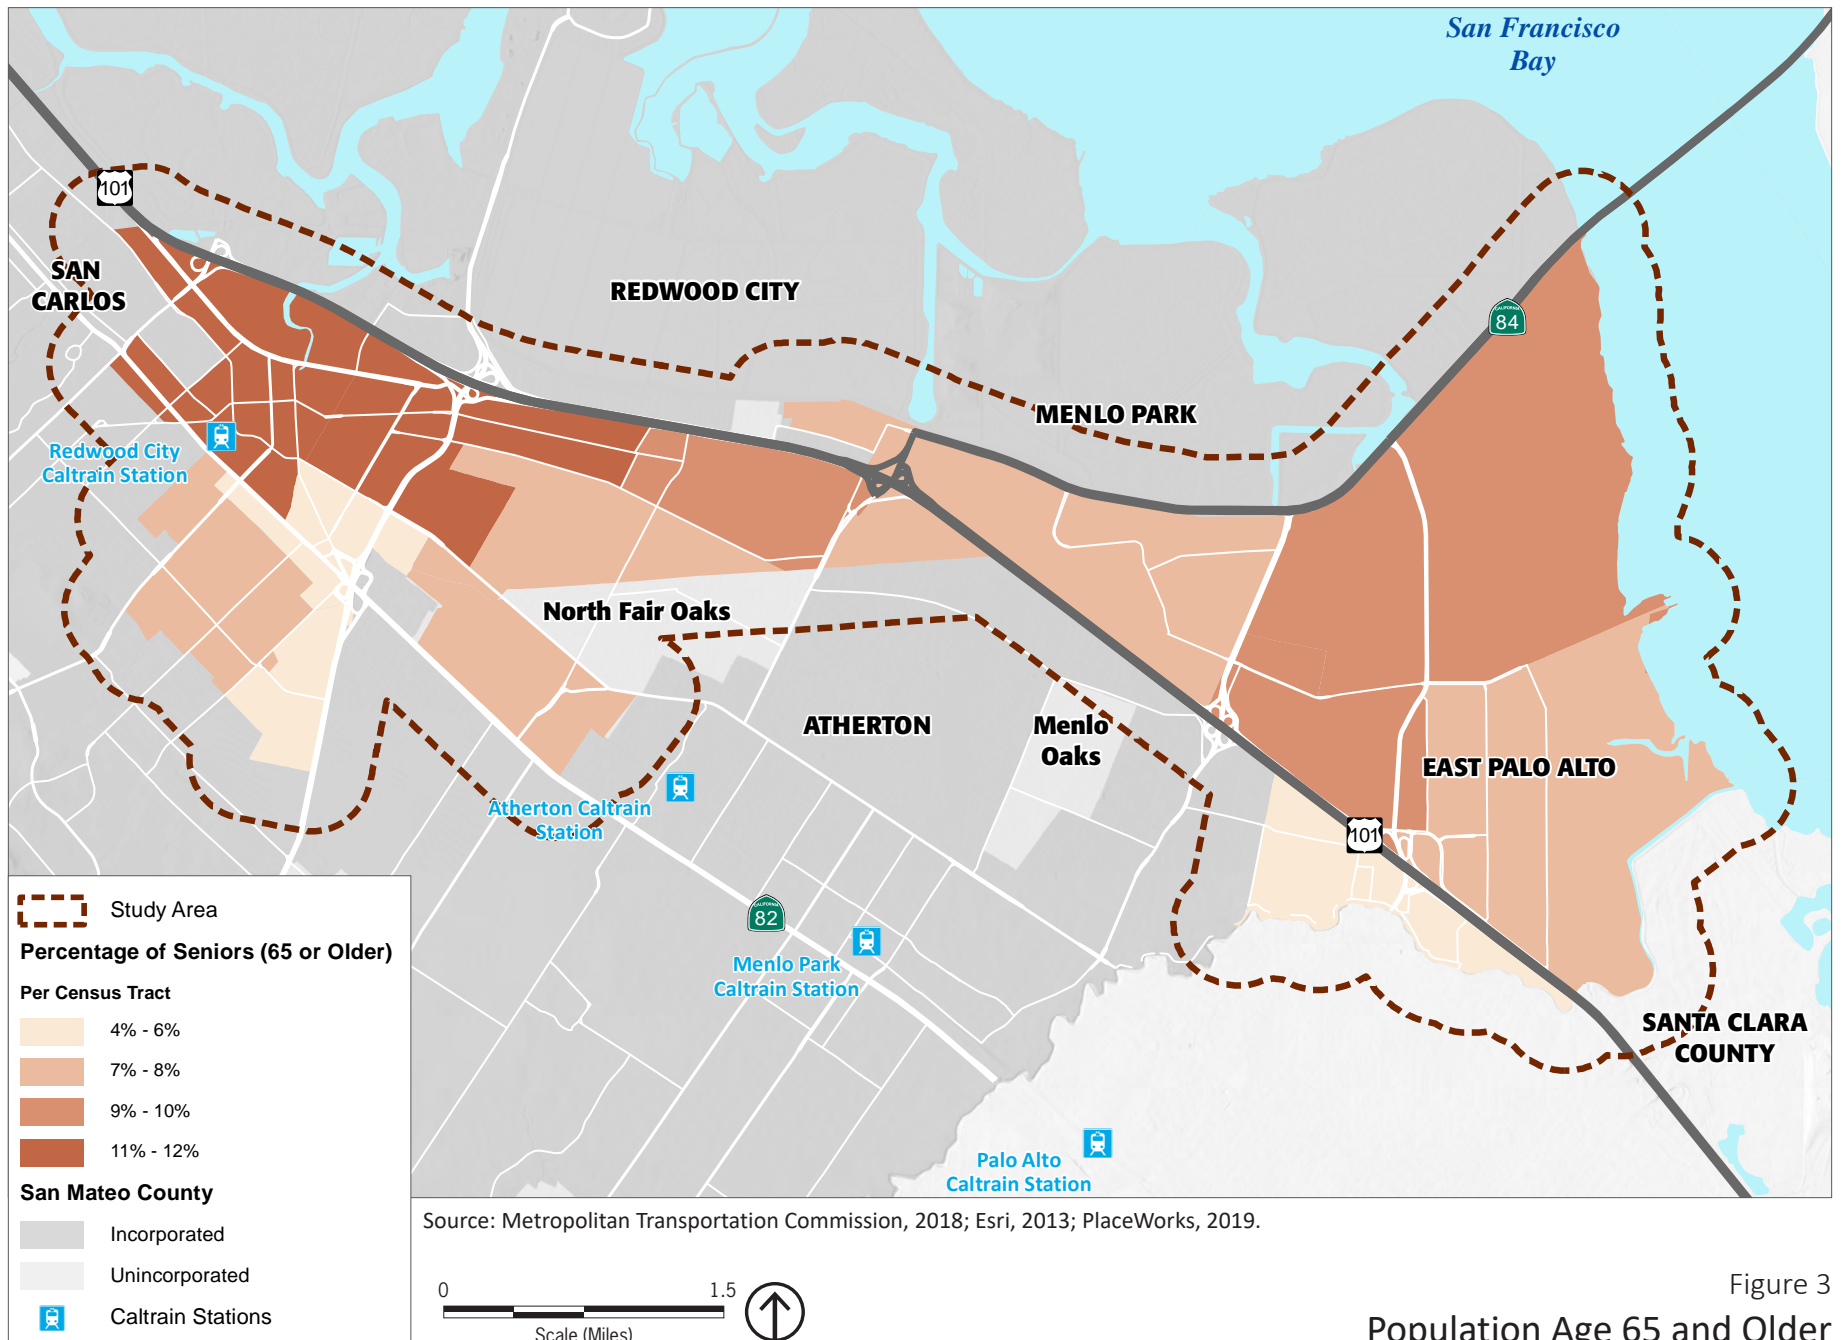 San Francisco
Bay
101
SAN
CARLOS
REDWOOD CITY
CALIFORNIA
84
MENLO PARK
Redwood City
Caltrain Station
North Fair Oaks
ATHERTON
Menlo
Oaks
EAST PALO ALTO
Atherton Caltrain
Station
101
CALIFORNIA
82
Menlo Park
Caltrain Station
SANTA CLARA
COUNTY
Palo Alto
Caltrain Station
Study Area
Percentage of Seniors (65 or Older)
Per Census Tract
4% - 6%
7% - 8%
9% - 10%
11% - 12%
San Mateo County
Incorporated
Unincorporated
Caltrain Stations
Source: Metropolitan Transportation Commission, 2018; Esri, 2013; PlaceWorks, 2019.
0 1.5
Scale (Miles)
Figure 3
Population Age 65 and Older